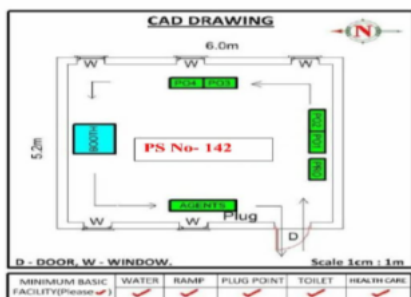 CAD DRAWING
6.0m
N
W W W
PO4 PO3
5.2m
BOOTH
PS No- 142
PO2 PO1
PRO
AGENTS
Plug
W W
D
D - DOOR, W - WINDOW. Scale 1cm : 1m
MINIMUM BASIC FACILITY(Please✓) WATER RAMP PLUG POINT TOILET HEALTH CARE